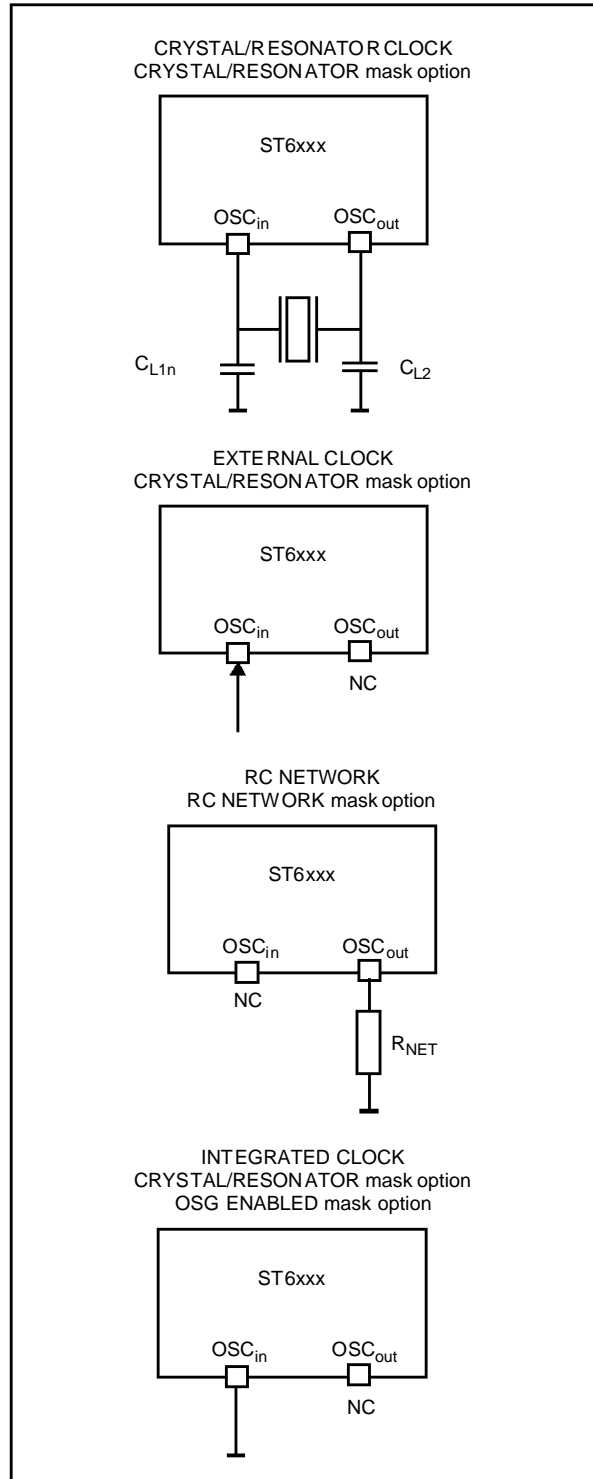 CRYSTAL/RESONATOR CLOCK
CRYSTAL/RESONATOR mask option
ST6xxx
OSCin OSCout
CL1n CL2
EXTERNAL CLOCK
CRYSTAL/RESONATOR mask option
ST6xxx
OSCin OSCout
NC
RC NETWORK
RC NETWORK mask option
ST6xxx
OSCin OSCout
NC
RNET
INTEGRATED CLOCK
CRYSTAL/RESONATOR mask option
OSG ENABLED mask option
ST6xxx
OSCin OSCout
NC